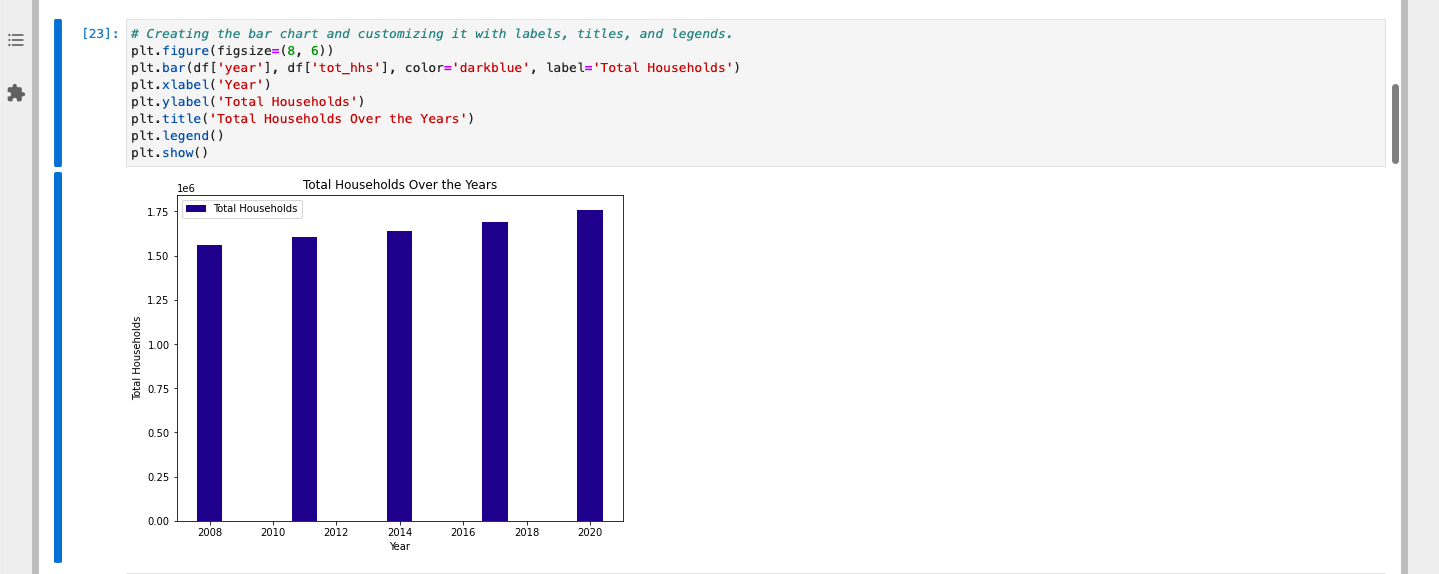 [23]: # Creating the bar chart and customizing it with labels, titles, and legends.
plt.figure(figsize=(8, 6))
plt.bar(df['year'], df['tot_hhs'], color='darkblue', label='Total Households')
plt.xlabel('Year')
plt.ylabel('Total Households')
plt.title('Total Households Over the Years')
plt.legend()
plt.show()
1e6
Total Households Over the Years
Total Households
1.75
1.50
1.25
1.00
0.75
0.50
0.25
0.00
Total Households
2008 2010 2012 2014 2016 2018 2020
Year